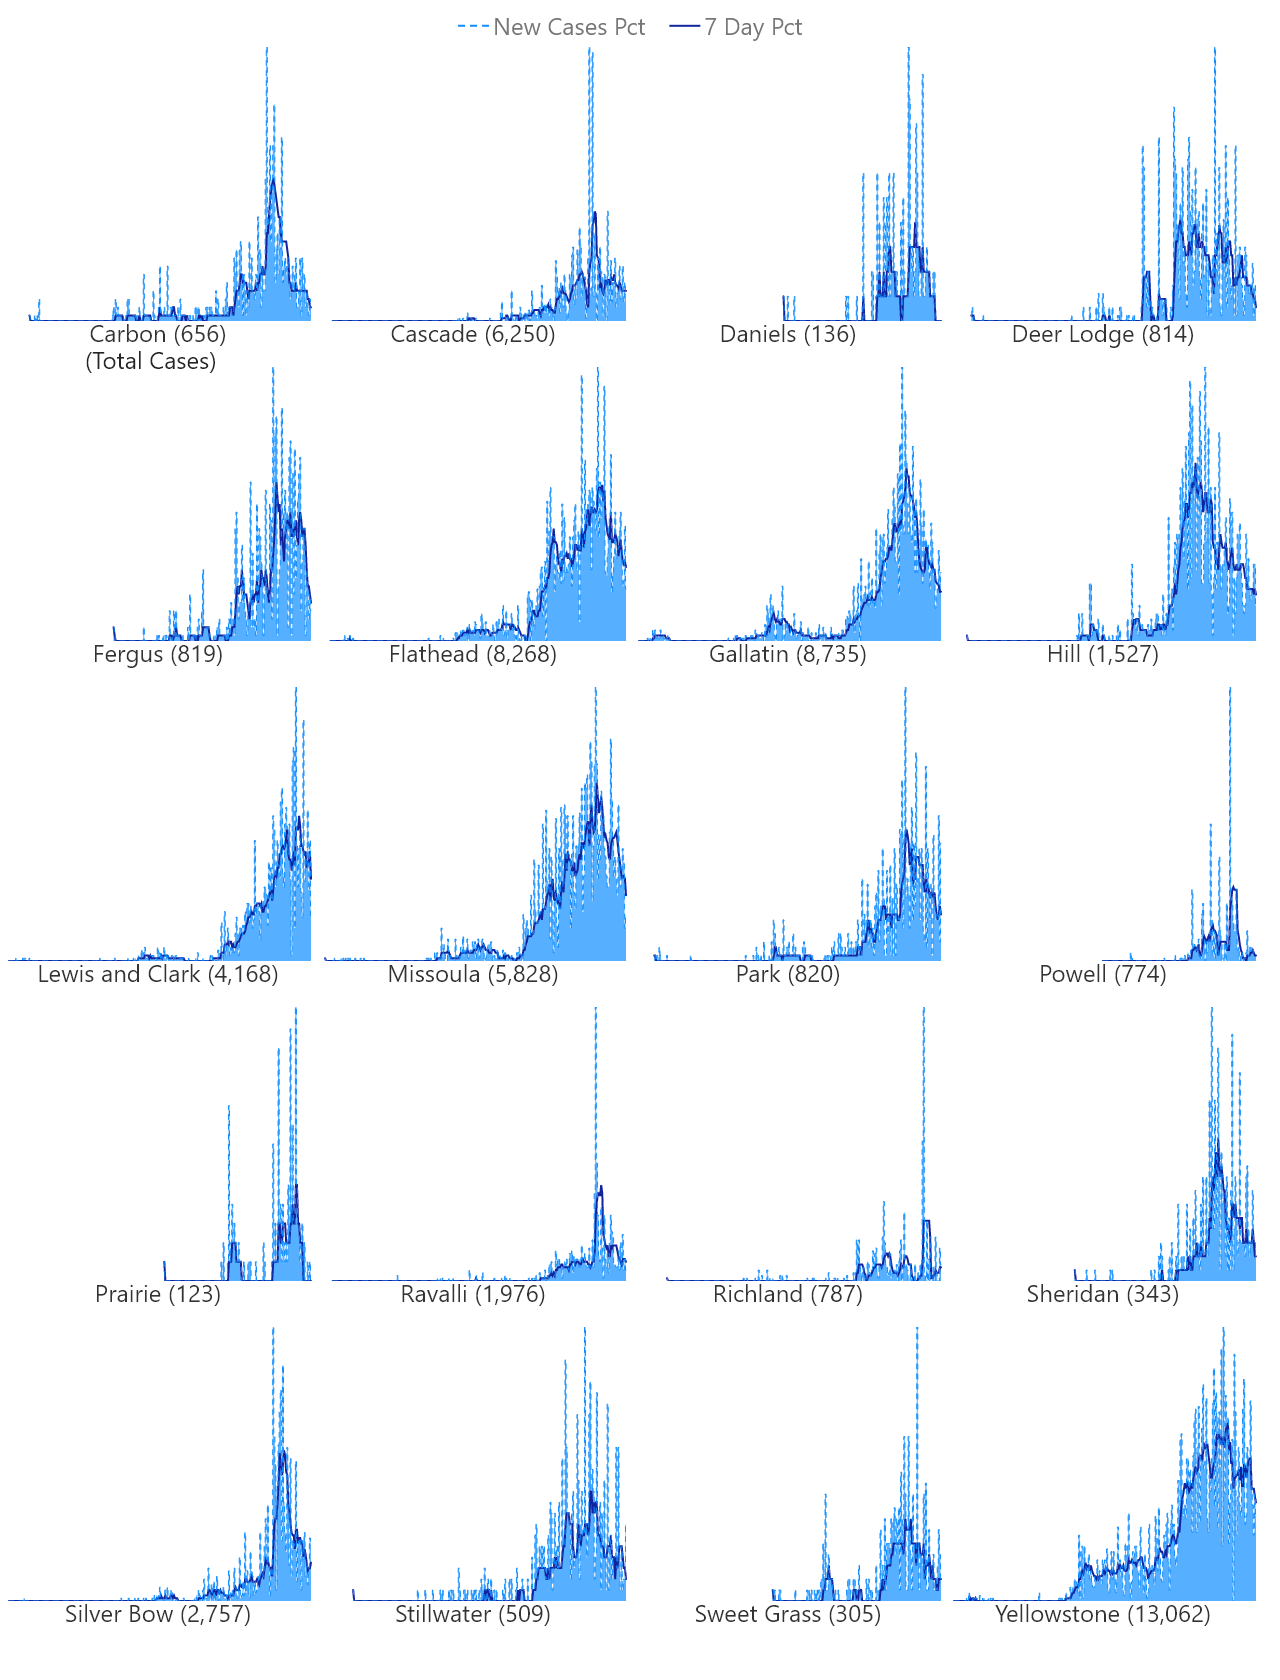 New Cases Pct 7 Day Pct
Carbon (656) Cascade (6,250) Daniels (136) Deer Lodge (814)
(Total Cases)
Fergus (819) Flathead (8,268) Gallatin (8,735) Hill (1,527)
Lewis and Clark (4,168) Missoula (5,828) Park (820) Powell (774)
Prairie (123) Ravalli (1,976) Richland (787) Sheridan (343)
Silver Bow (2,757) Stillwater (509) Sweet Grass (305) Yellowstone (13,062)